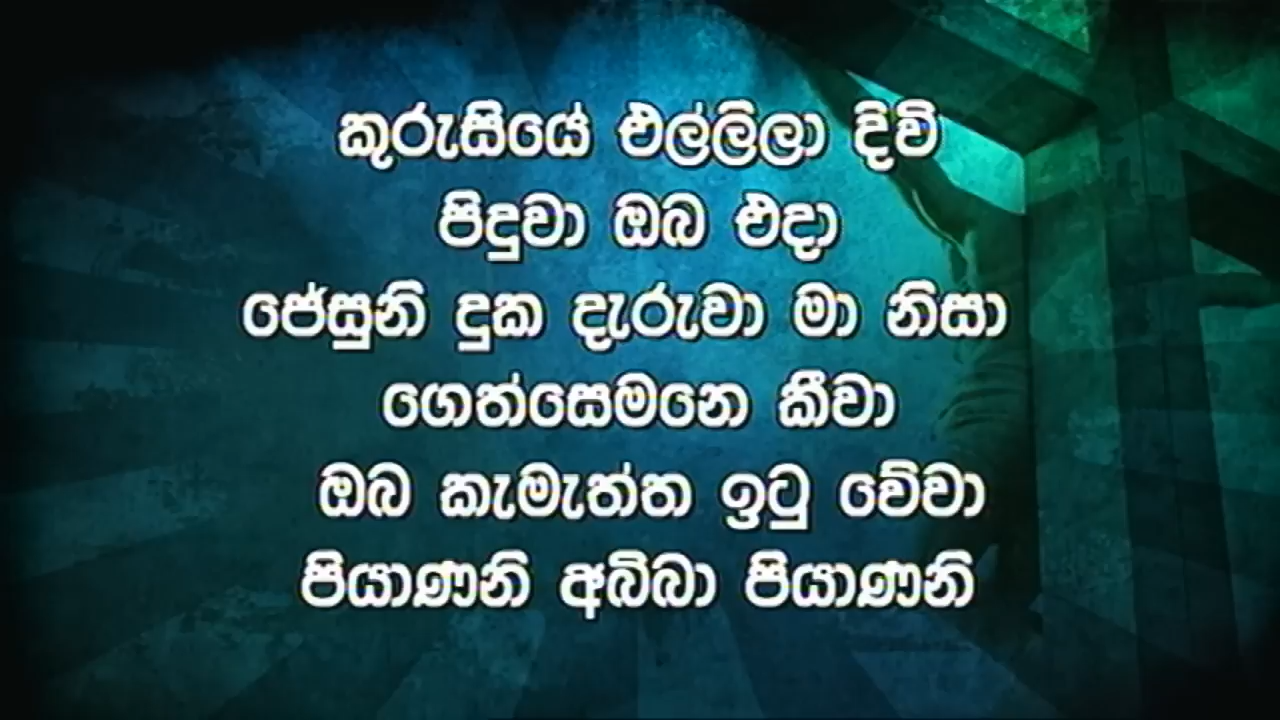 කුරුසියේ එල්ලිලා දිවි
පිදුවා ඔබ එදා
ජේසුනි දුක දැරුවා මා නිසා
ගෙත්සෙමනෙ කීවා
ඔබ කැමැත්ත ඉටු වේවා
පියාණනි අබ්බා පියාණනි